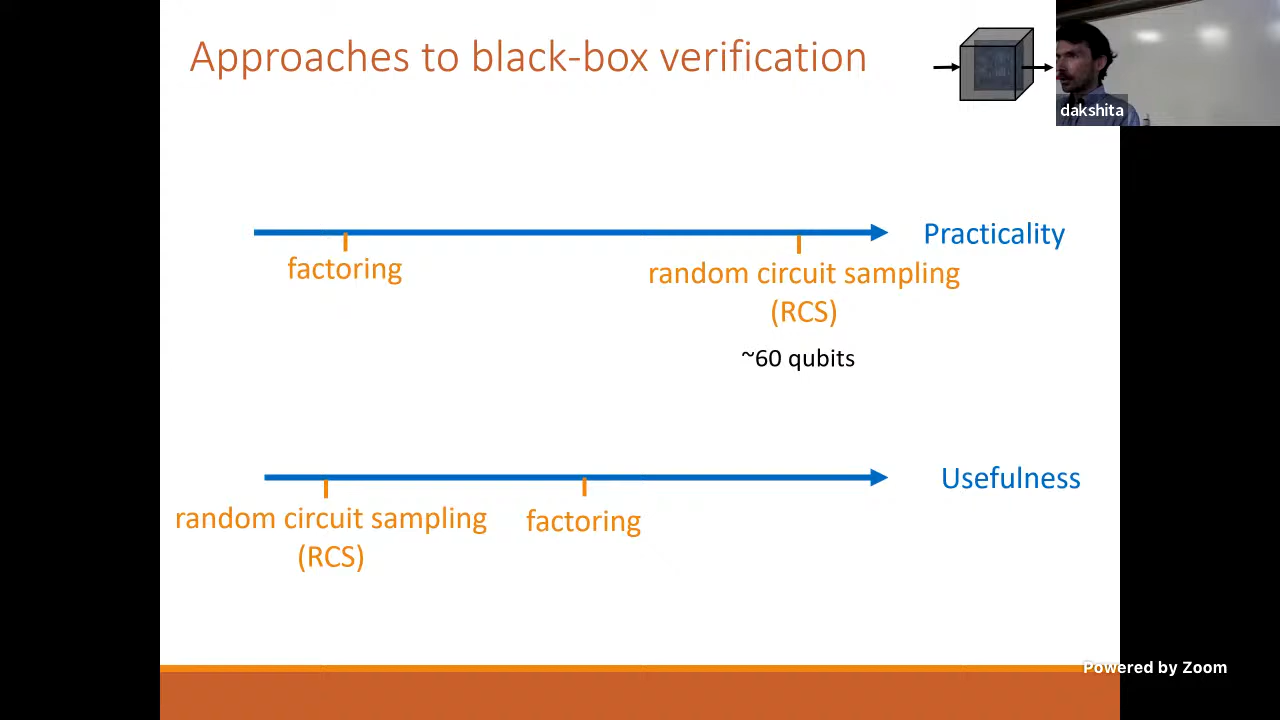 Approaches to black-box verification
dakshita
Practicality
factoring
random circuit sampling
(RCS)
~60 qubits
Usefulness
random circuit sampling
(RCS)
factoring
Powered by Zoom